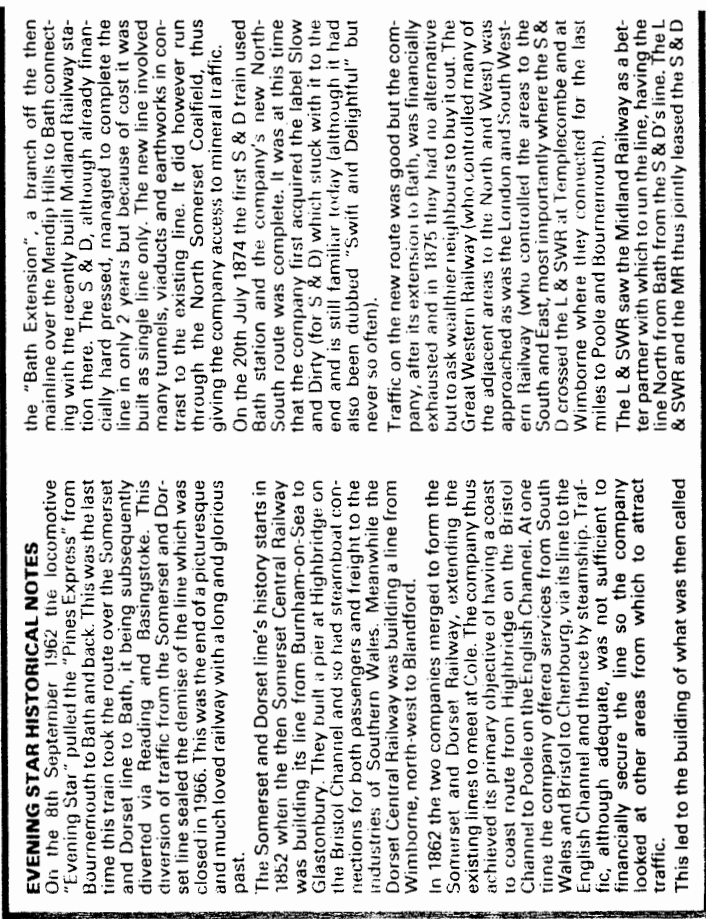 EVENING STAR HISTORICAL NOTES
On the 8th September 1962 the locomotive
"Evening Star" pulled the "Pines Express" from
Bournemouth to Bath and back. This was the last
time this train took the route over the Somerset
and Dorset line to Bath, it being subsequently
diverted via Reading and Basingstoke. This
diversion of traffic from the Somerset and Dor-
set line sealed the demise of the line which was
closed in 1966. This was the end of a picturesque
and much loved railway with a long and glorious
past.
The Somerset and Dorset line's history starts in
1852 when the then Somerset Central Railway
was building its line from Burnham-on-Sea to
Glastonbury. They built a pier at Highbridge on
the Bristol Channel and so had steamboat con-
nections for both passengers and freight to the
industries of Southern Wales. Meanwhile the
Dorset Central Railway was building a line from
Wimborne, north-west to Blandford.
In 1862 the two companies merged to form the
Somerset and Dorset Railway, extending the
existing lines to meet at Cole. The company thus
achieved its primary objective of having a coast
to coast route from Highbridge on the Bristol
Channel to Poole on the English Channel. At one
time the company offered services from South
Wales and Bristol to Cherbourg, via its line to the
English Channel and thence by steamship. Traf-
fic, although adequate, was not sufficient to
financially secure the line so the company
looked at other areas from which to attract
traffic.
This led to the building of what was then called
the "Bath Extension", a branch off the then
mainline over the Mendip Hills to Bath connect-
ing with the recently built Midland Railway sta-
tion there. The S & D, although already finan-
cially hard pressed, managed to complete the
line in only 2 years but because of cost it was
built as single line only. The new line involved
many tunnels, viaducts and earthworks in con-
trast to the existing line. It did however run
through the North Somerset Coalfield, thus
giving the company access to mineral traffic.
On the 20th July 1874 the first S & D train used
Bath station and the company's new North-
South route was complete. It was at this time
that the company first acquired the label Slow
and Dirty (for S & D) which stuck with it to the
end and is still familiar today (although it had
also been dubbed "Swift and Delightful" but
never so often).
Traffic on the new route was good but the com-
pany, after its extension to Bath, was financially
exhausted and in 1875 they had no alternative
but to ask wealthier neighbours to buy it out. The
Great Western Railway (who controlled many of
the adjacent areas to the North and West) was
approached as was the London and South West-
ern Railway (who controlled the areas to the
South and East, most importantly where the S &
D crossed the L & SWR at Templecombe and at
Wimborne where they connected for the last
miles to Poole and Bournemouth).
The L & SWR saw the Midland Railway as a bet-
ter partner with which to run the line, having the
line North from Bath from the S & D's line. The L
& SWR and the MR thus jointly leased the S & D